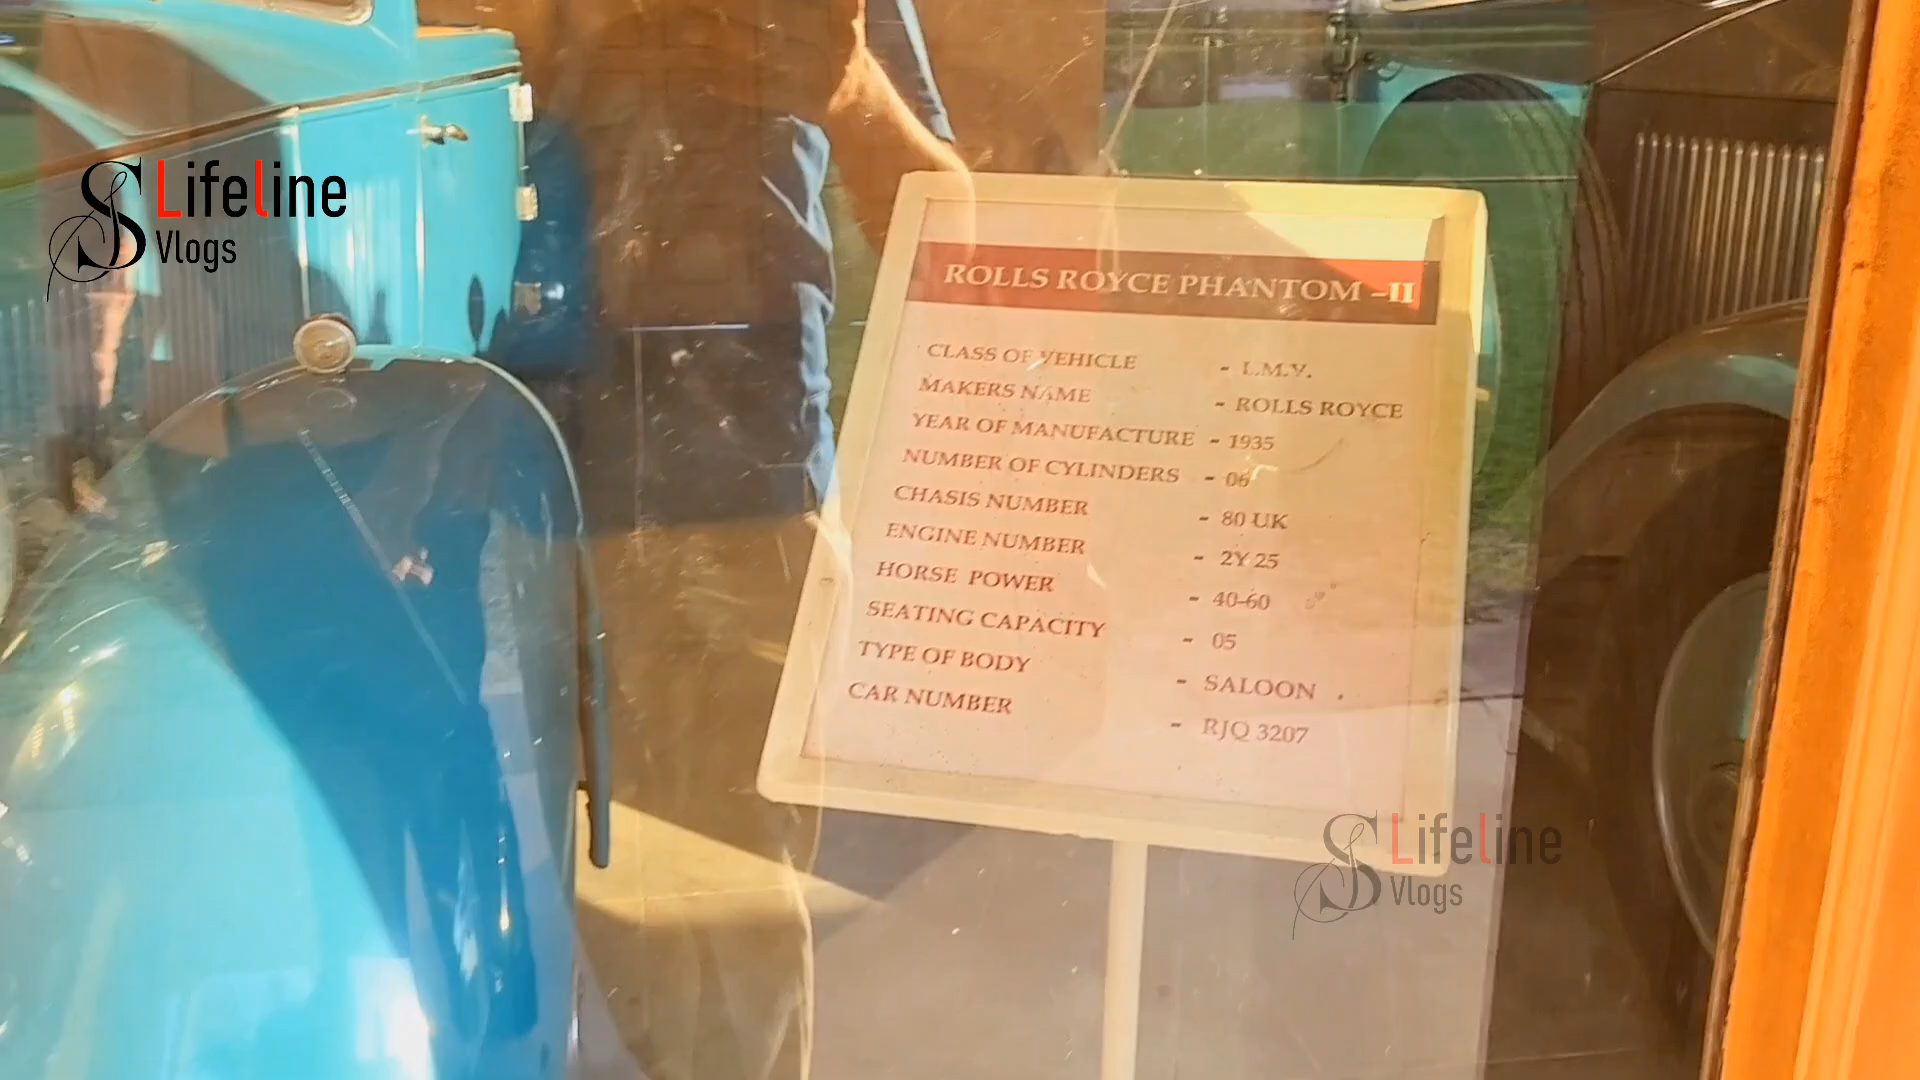 Lifeline
Vlogs
ROLLS ROYCE PHANTOM -II
CLASS OF VEHICLE - L.M.V.
MAKERS NAME - ROLLS ROYCE
YEAR OF MANUFACTURE - 1935
NUMBER OF CYLINDERS - 06
CHASIS NUMBER - 80 UK
ENGINE NUMBER - 2Y 25
HORSE POWER - 40-60
SEATING CAPACITY - 05
TYPE OF BODY - SALOON
CAR NUMBER - RJQ 3207
Lifeline
Vlogs